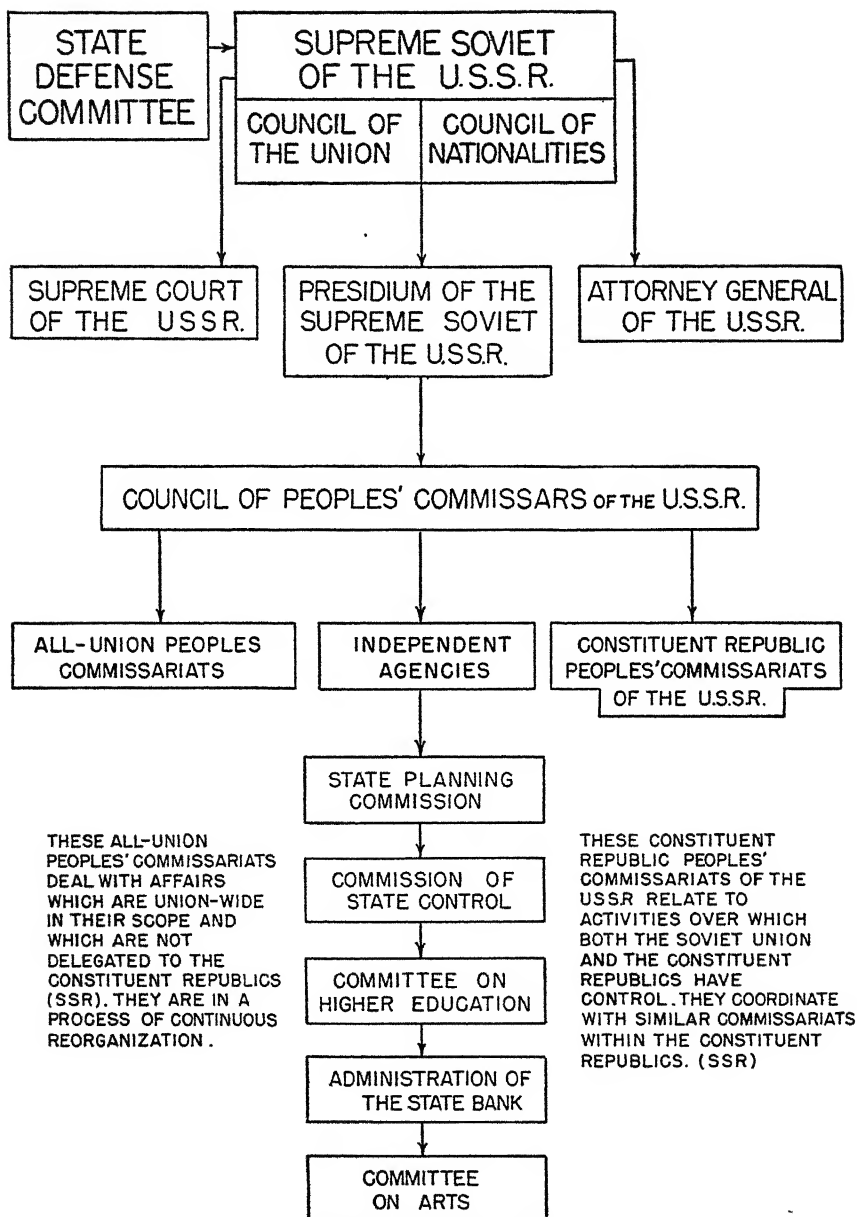 STATE
DEFENSE
COMMITTEE
SUPREME SOVIET
OF THE U.S.S.R.
COUNCIL OF
THE UNION
COUNCIL OF
NATIONALITIES
SUPREME COURT
OF THE USSR.
PRESIDIUM OF THE
SUPREME SOVIET
OF THE U.S.S.R.
ATTORNEY GENERAL
OF THE U.S.S.R.
COUNCIL OF PEOPLES' COMMISSARS OF THE U.S.S.R.
ALL-UNION PEOPLES
COMMISSARIATS
INDEPENDENT
AGENCIES
CONSTITUENT REPUBLIC
PEOPLES' COMMISSARIATS
OF THE U.S.S.R.
STATE PLANNING
COMMISSION
COMMISSION OF
STATE CONTROL
COMMITTEE ON
HIGHER EDUCATION
ADMINISTRATION OF
THE STATE BANK
COMMITTEE
ON ARTS
THESE ALL-UNION
PEOPLES' COMMISSARIATS
DEAL WITH AFFAIRS
WHICH ARE UNION-WIDE
IN THEIR SCOPE AND
WHICH ARE NOT
DELEGATED TO THE
CONSTITUENT REPUBLICS
(SSR). THEY ARE IN A
PROCESS OF CONTINUOUS
REORGANIZATION.
THESE CONSTITUENT
REPUBLIC PEOPLES'
COMMISSARIATS OF THE
USSR RELATE TO
ACTIVITIES OVER WHICH
BOTH THE SOVIET UNION
AND THE CONSTITUENT
REPUBLICS HAVE
CONTROL. THEY COORDINATE
WITH SIMILAR COMMISSARIATS
WITHIN THE CONSTITUENT
REPUBLICS. (SSR)